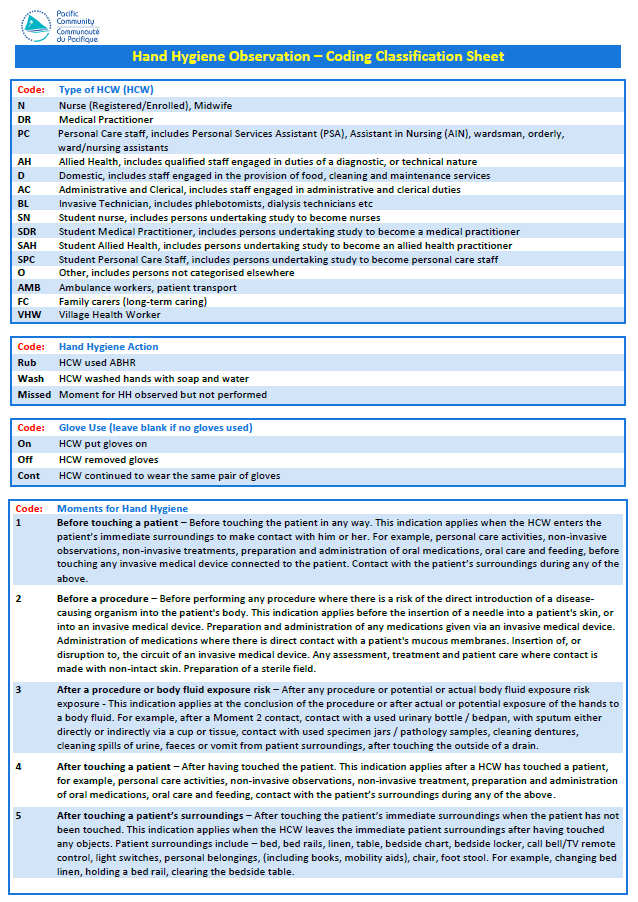 Pacific
Community
Communauté
du Pacifique
Hand Hygiene Observation – Coding Classification Sheet
Code: Type of HCW (HCW)
N Nurse (Registered/Enrolled), Midwife
DR Medical Practitioner
PC Personal Care staff, includes Personal Services Assistant (PSA), Assistant in Nursing (AIN), wardsman, orderly,
ward/nursing assistants
AH Allied Health, includes qualified staff engaged in duties of a diagnostic, or technical nature
D Domestic, includes staff engaged in the provision of food, cleaning and maintenance services
AC Administrative and Clerical, includes staff engaged in administrative and clerical duties
BL Invasive Technician, includes phlebotomists, dialysis technicians etc
SN Student nurse, includes persons undertaking study to become nurses
SDR Student Medical Practitioner, includes persons undertaking study to become a medical practitioner
SAH Student Allied Health, includes persons undertaking study to become an allied health practitioner
SPC Student Personal Care Staff, includes persons undertaking study to become personal care staff
O Other, includes persons not categorised elsewhere
AMB Ambulance workers, patient transport
FC Family carers (long-term caring)
VHW Village Health Worker
Code: Hand Hygiene Action
Rub HCW used ABHR
Wash HCW washed hands with soap and water
Missed Moment for HH observed but not performed
Code: Glove Use (leave blank if no gloves used)
On HCW put gloves on
Off HCW removed gloves
Cont HCW continued to wear the same pair of gloves
Code: Moments for Hand Hygiene
1 Before touching a patient – Before touching the patient in any way. This indication applies when the HCW enters the
patient's immediate surroundings to make contact with him or her. For example, personal care activities, non-invasive
observations, non-invasive treatments, preparation and administration of oral medications, oral care and feeding, before
touching any invasive medical device connected to the patient. Contact with the patient's surroundings during any of the
above.
2 Before a procedure – Before performing any procedure where there is a risk of the direct introduction of a disease-
causing organism into the patient's body. This indication applies before the insertion of a needle into a patient's skin, or
into an invasive medical device. Preparation and administration of any medications given via an invasive medical device.
Administration of medications where there is direct contact with a patient's mucous membranes. Insertion of, or
disruption to, the circuit of an invasive medical device. Any assessment, treatment and patient care where contact is
made with non-intact skin. Preparation of a sterile field.
3 After a procedure or body fluid exposure risk – After any procedure or potential or actual body fluid exposure risk
exposure - This indication applies at the conclusion of the procedure or after actual or potential exposure of the hands to
a body fluid. For example, after a Moment 2 contact, contact with a used urinary bottle / bedpan, with sputum either
directly or indirectly via a cup or tissue, contact with used specimen jars / pathology samples, cleaning dentures,
cleaning spills of urine, faeces or vomit from patient surroundings, after touching the outside of a drain.
4 After touching a patient – After having touched the patient. This indication applies after a HCW has touched a patient,
for example, personal care activities, non-invasive observations, non-invasive treatment, preparation and administration
of oral medications, oral care and feeding, contact with the patient's surroundings during any of the above.
5 After touching a patient's surroundings – After touching the patient's immediate surroundings when the patient has not
been touched. This indication applies when the HCW leaves the immediate patient surroundings after having touched
any objects. Patient surroundings include – bed, bed rails, linen, table, bedside chart, bedside locker, call bell/TV remote
control, light switches, personal belongings, (including books, mobility aids), chair, foot stool. For example, changing bed
linen, holding a bed rail, clearing the bedside table.